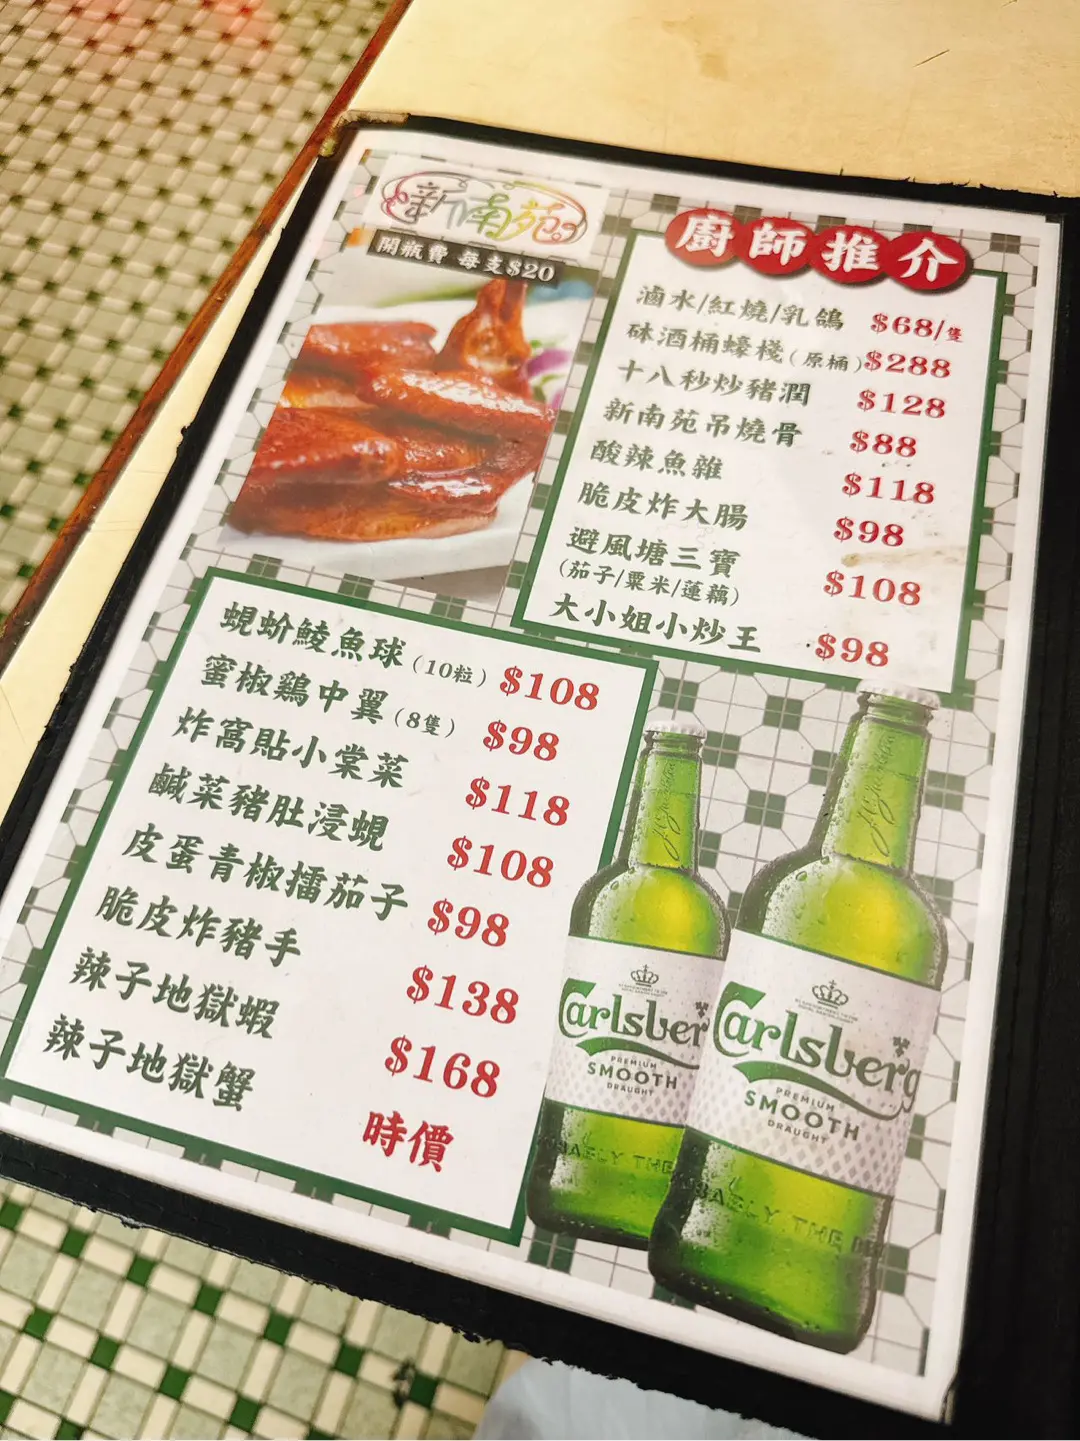 新南苑
開瓶費 每支$20
廚師推介
滷水/紅燒/乳鴿 $68/隻
砵酒桶蠔棧(原桶) $288
十八秒炒豬潤 $128
新南苑吊燒骨 $88
酸辣魚雜 $118
脆皮炸大腸 $98
避風塘三寶 $108
(茄子/粟米/蓮藕)
大小姐小炒王 $98
蜆蚧鯪魚球(10粒) $108
蜜椒鷄中翼(8隻) $98
炸窩貼小棠菜 $118
鹹菜豬肚浸蜆 $108
皮蛋青椒擂茄子 $98
脆皮炸豬手 $138
辣子地獄蝦 $168
辣子地獄蟹 時價
Carlsber
PREMIUM
SMOOTH
DRAUGHT
Carlsberg
PREMIUM
SMOOTH
DRAUGHT